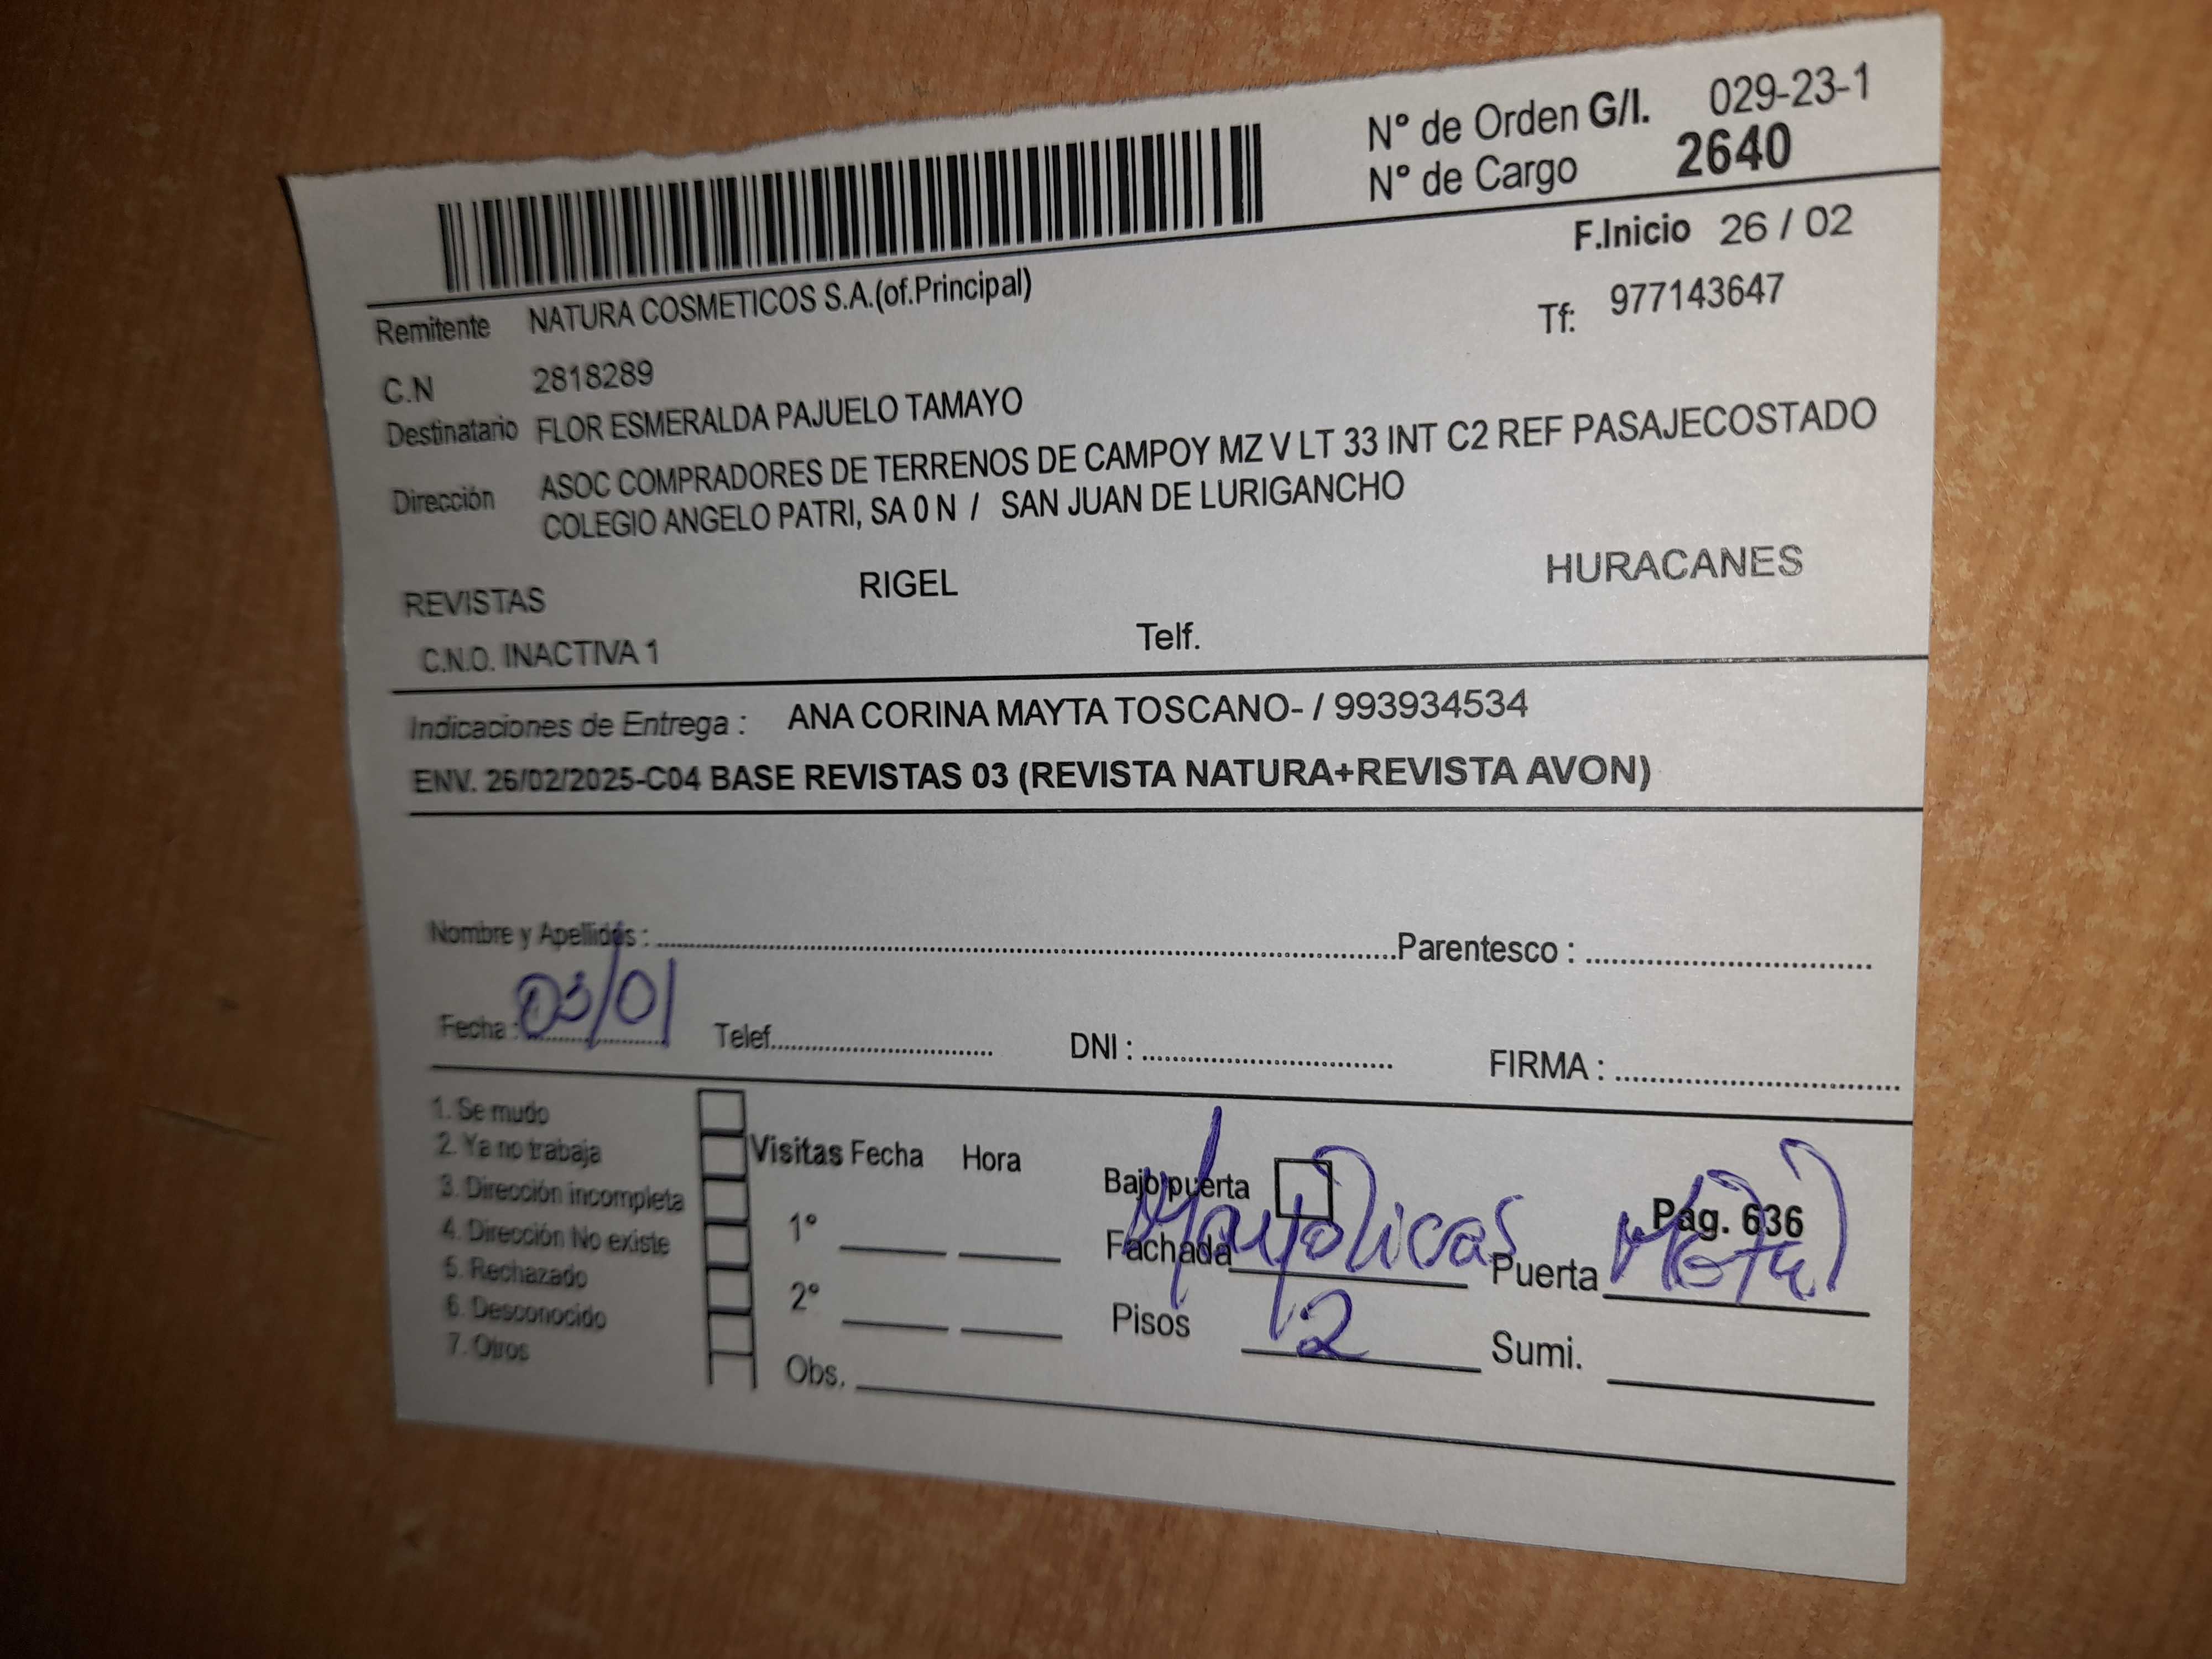 N° de Orden G/I. 029-23-1
N° de Cargo 2640
F.Inicio 26 / 02
Remitente NATURA COSMETICOS S.A.(of.Principal)
Tf: 977143647
C.N 2818289
Destinatario FLOR ESMERALDA PAJUELO TAMAYO
Dirección ASOC COMPRADORES DE TERRENOS DE CAMPOY MZ V LT 33 INT C2 REF PASAJECOSTADO
COLEGIO ANGELO PATRI, SA 0 N / SAN JUAN DE LURIGANCHO
REVISTAS RIGEL HURACANES
C.N.O. INACTIVA 1 Telf.
Indicaciones de Entrega : ANA CORINA MAYTA TOSCANO- / 993934534
ENV. 26/02/2025-C04 BASE REVISTAS 03 (REVISTA NATURA+REVISTA AVON)
Nombre y Apellidos : Parentesco :
Fecha : 03/01 Telef. DNI : FIRMA :
1. Se mudo
2. Ya no trabaja
3. Dirección incompleta
4. Dirección No existe
5. Rechazado
6. Desconocido
7. Otros
Visitas Fecha Hora
1°
2°
Obs.
Bajo puerta
Pag. 636
Fachada Mayolicas Puerta Metal
Pisos 2 Sumi.